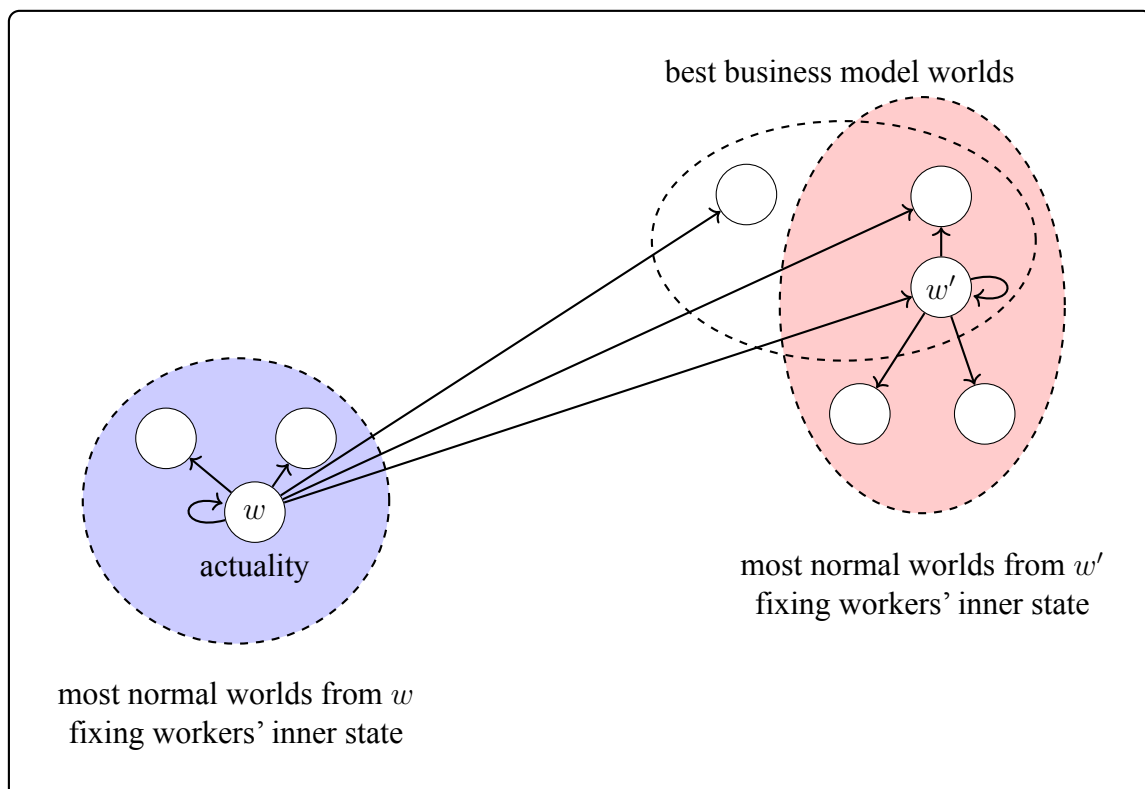 best business model worlds
w′
w
actuality
most normal worlds from w′
fixing workers’ inner state
most normal worlds from w
fixing workers’ inner state